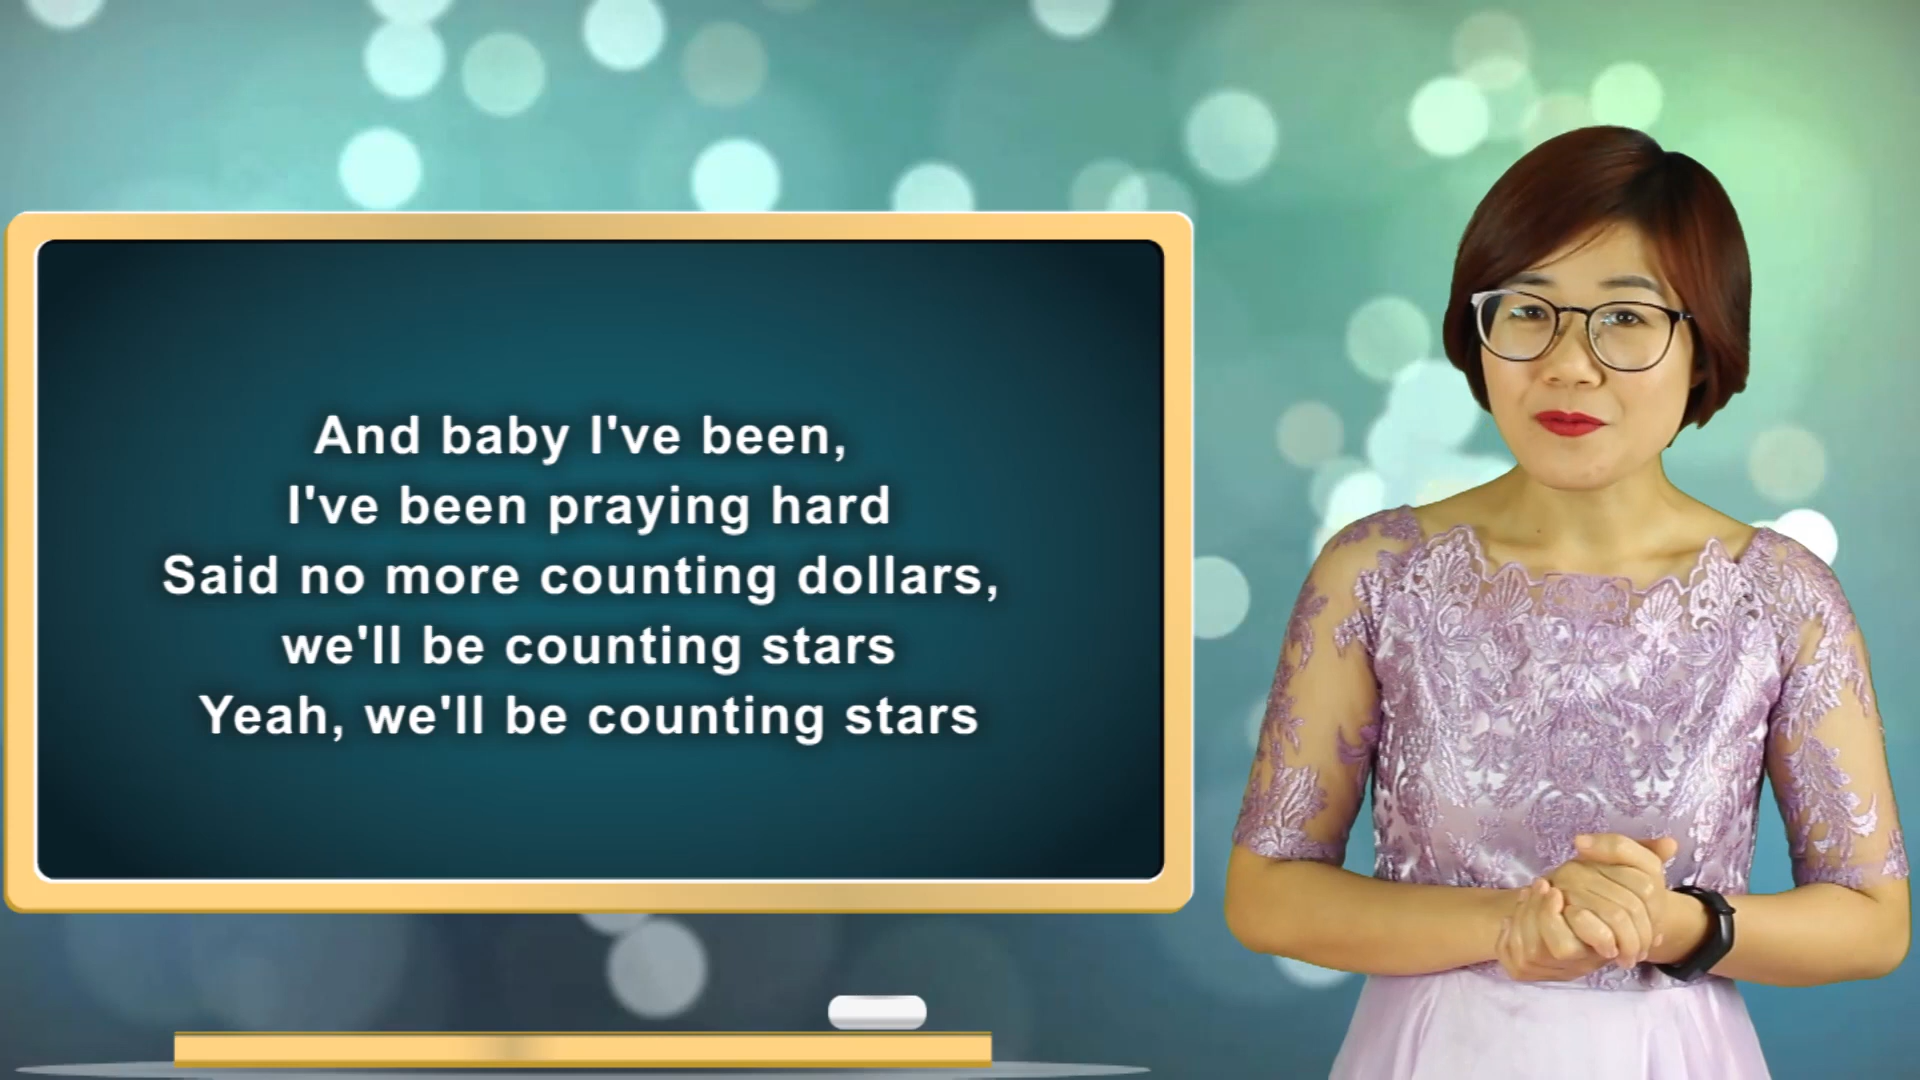 And baby I've been,
I've been praying hard
Said no more counting dollars,
we'll be counting stars
Yeah, we'll be counting stars